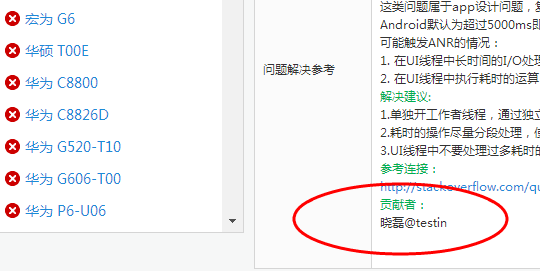 宏为 G6
华硕 T00E
华为 C8800
华为 C8826D
华为 G520-T10
华为 G606-T00
华为 P6-U06
问题解决参考
这类问题属于app设计问题，复
Android默认为超过5000ms即
可能触发ANR的情况：
1. 在UI线程中长时间的I/O处理
2. 在UI线程中执行耗时的运算
解决建议:
1.单独开工作者线程，通过独立
2.耗时的操作尽量分段处理，使
3.UI线程中不要处理过多耗时的
参考连接：
http://stackoverflow.com/qu
贡献者：
晓磊@testin